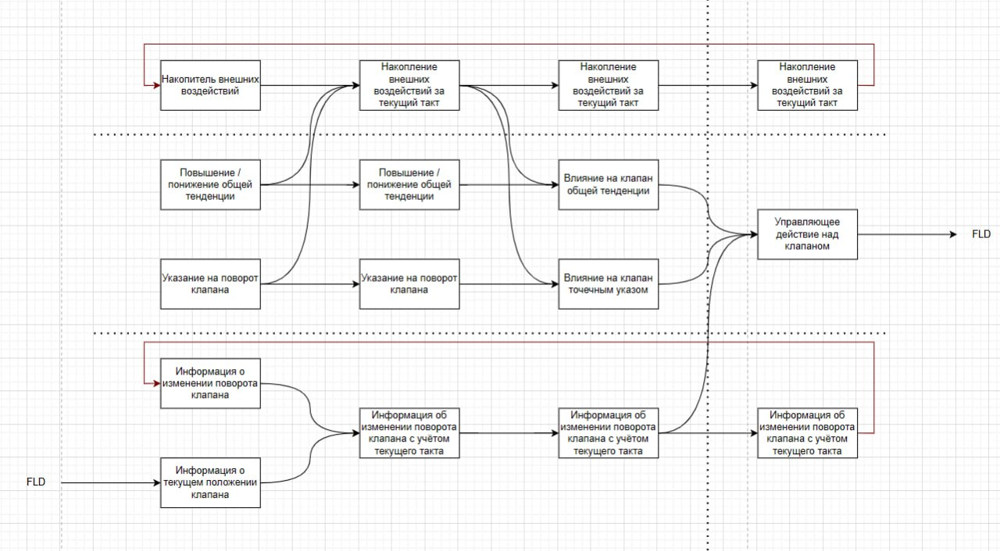 Накопитель внешних
воздействий
Накопление
внешних
воздействий за
текущий такт
Накопление
внешних
воздействий за
текущий такт
Накопление
внешних
воздействий за
текущий такт
Повышение /
понижение общей
тенденции
Повышение /
понижение общей
тенденции
Влияние на клапан
общей тенденции
Управляющее
действие над
клапаном
FLD
Указание на поворот
клапана
Указание на поворот
клапана
Влияние на клапан
точечным указом
Информация о
изменении поворота
клапана
Информация об
изменении поворота
клапана с учётом
текущего такта
Информация об
изменении поворота
клапана с учётом
текущего такта
Информация об
изменении поворота
клапана с учётом
текущего такта
FLD
Информация о
текущем положении
клапана